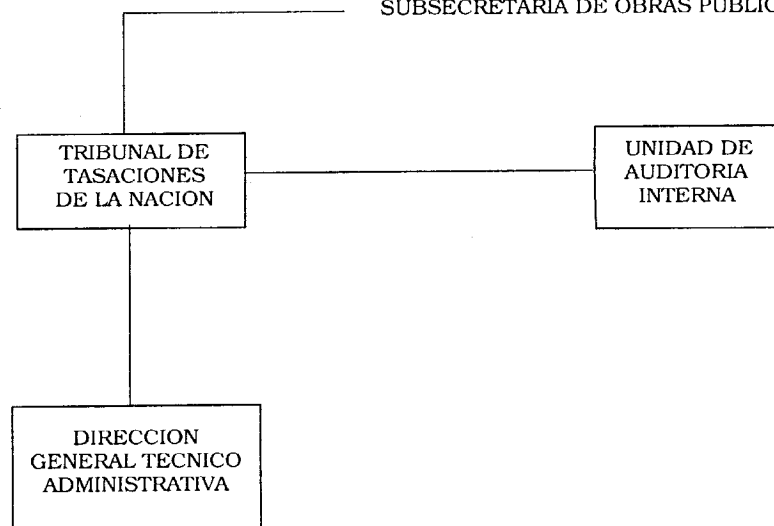 SUBSECRETARIA DE OBRAS PUBLIC
TRIBUNAL DE
TASACIONES
DE LA NACION
UNIDAD DE
AUDITORIA
INTERNA
DIRECCION
GENERAL TECNICO
ADMINISTRATIVA